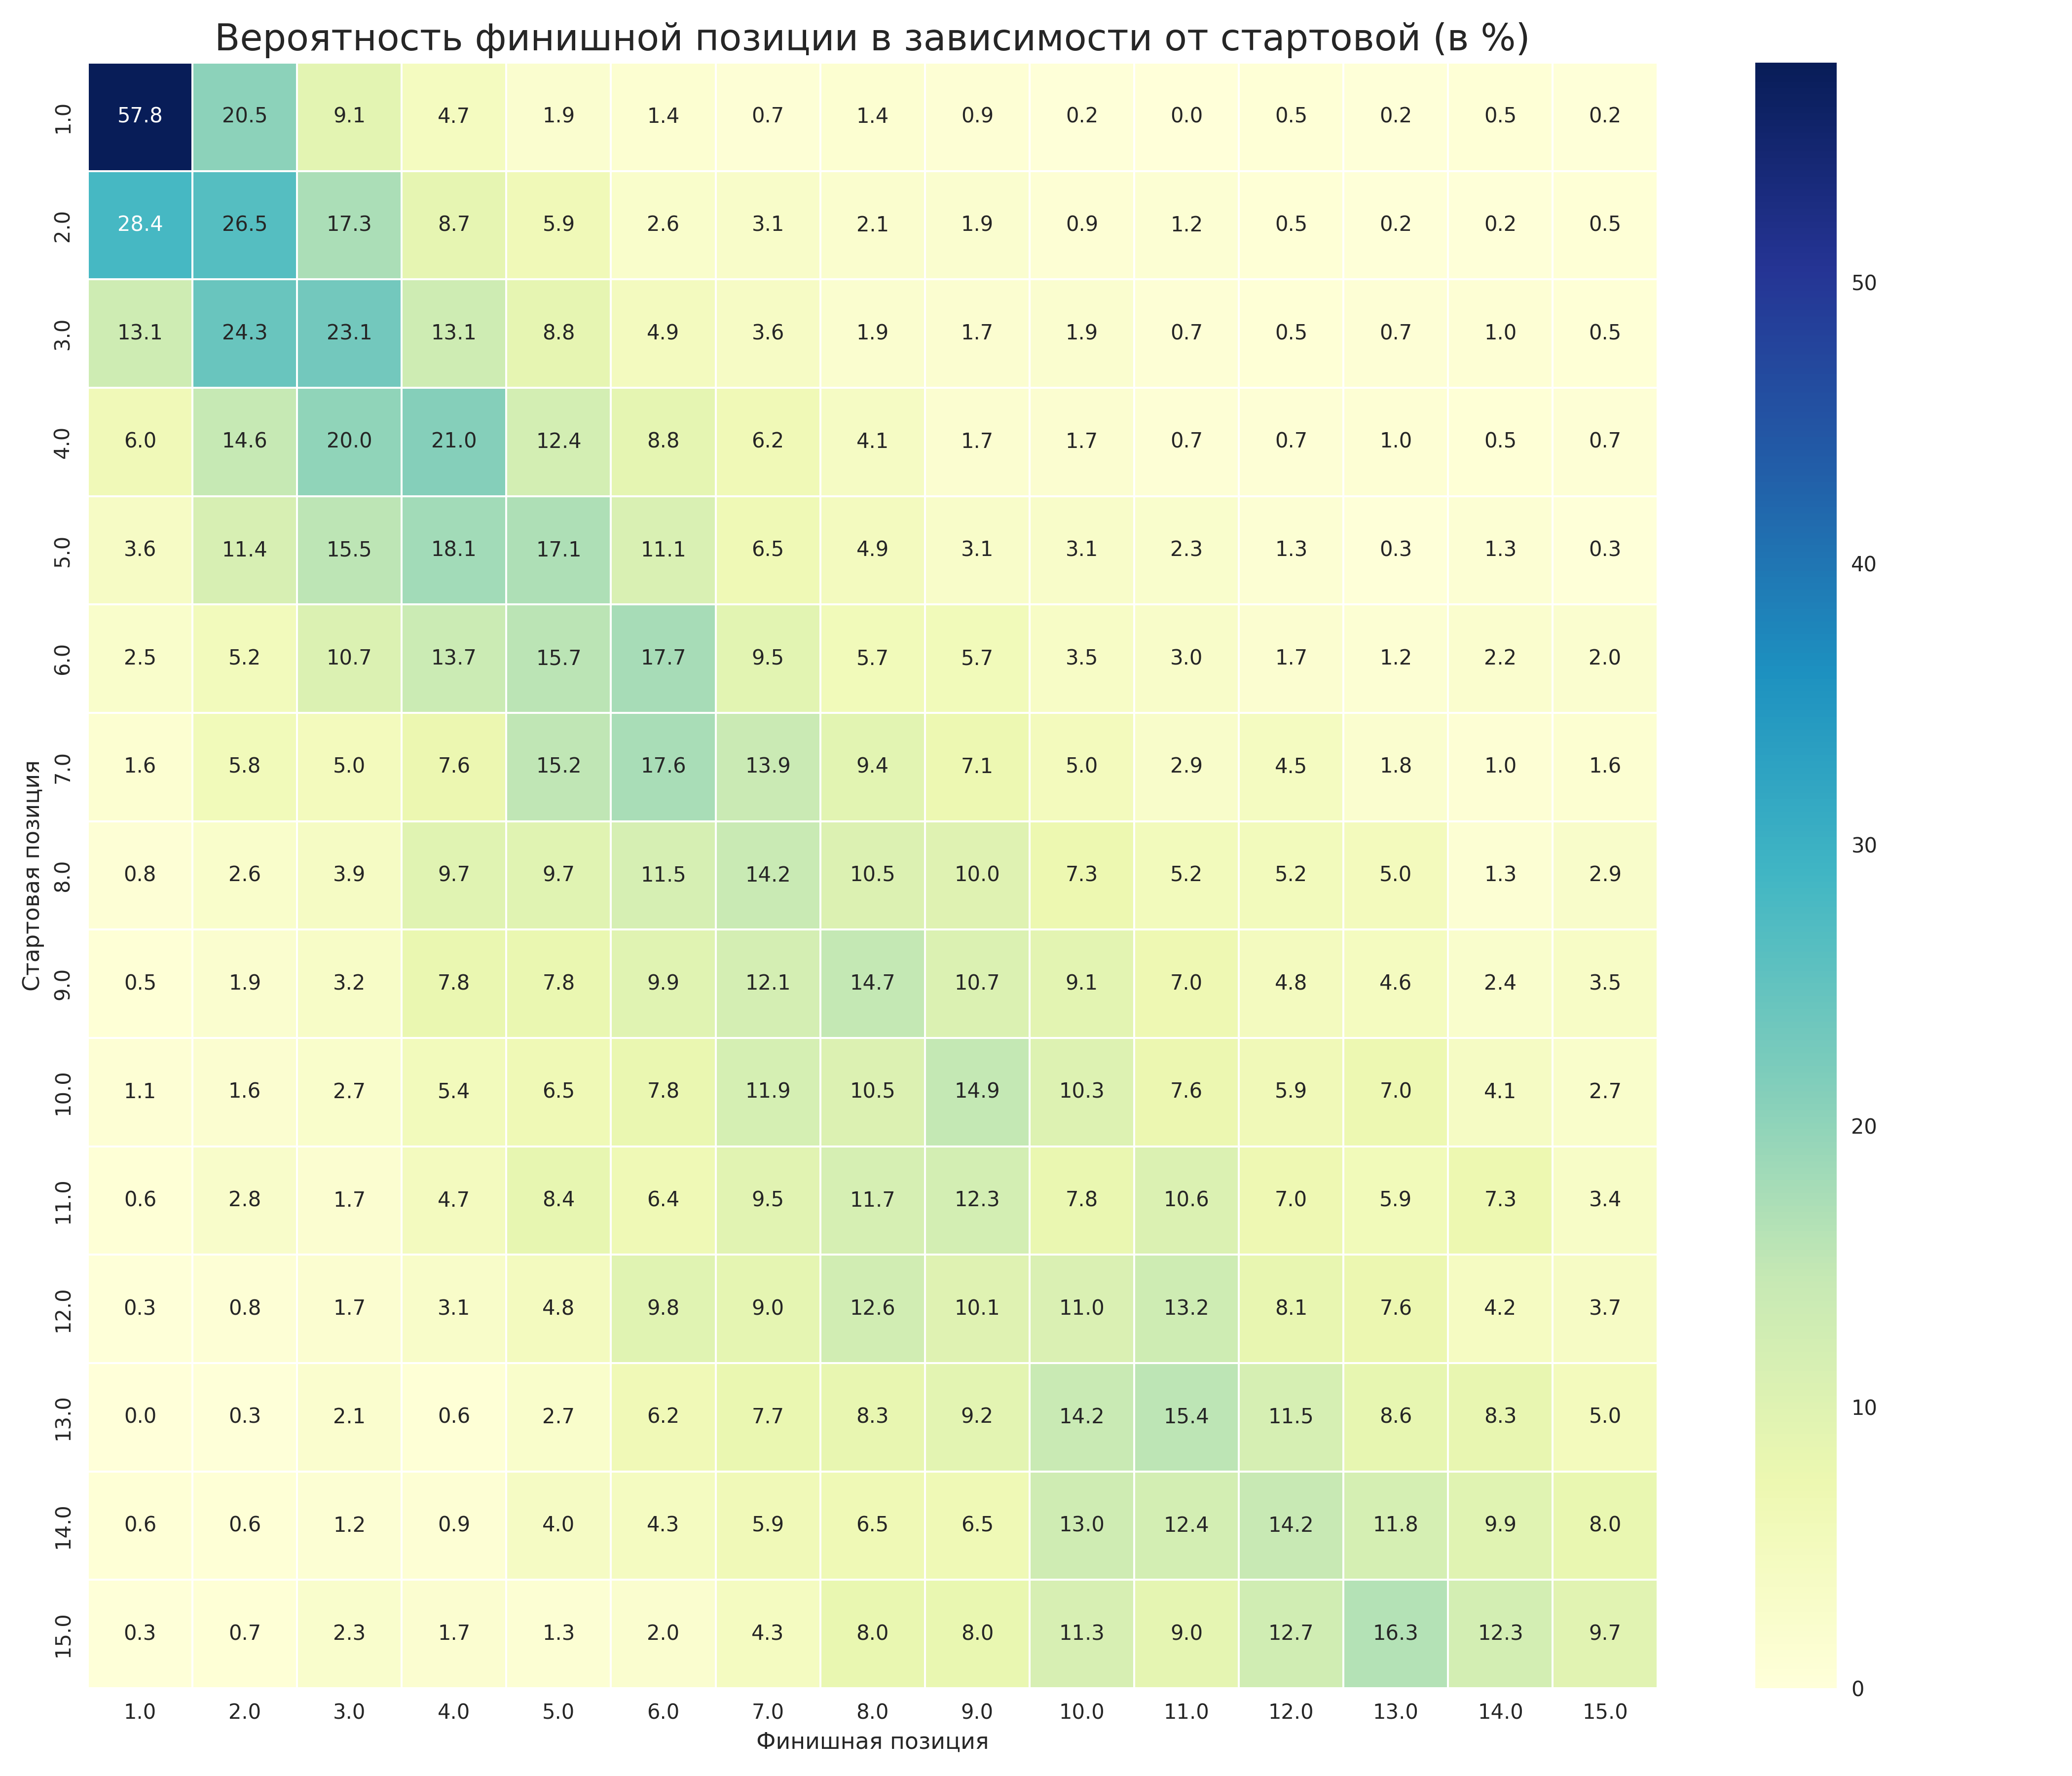 Вероятность финишной позиции в зависимости от стартовой (в %)
1.0 57.8 20.5 9.1 4.7 1.9 1.4 0.7 1.4 0.9 0.2 0.0 0.5 0.2 0.5 0.2
2.0 28.4 26.5 17.3 8.7 5.9 2.6 3.1 2.1 1.9 0.9 1.2 0.5 0.2 0.2 0.5
3.0 13.1 24.3 23.1 13.1 8.8 4.9 3.6 1.9 1.7 1.9 0.7 0.5 0.7 1.0 0.5
4.0 6.0 14.6 20.0 21.0 12.4 8.8 6.2 4.1 1.7 1.7 0.7 0.7 1.0 0.5 0.7
5.0 3.6 11.4 15.5 18.1 17.1 11.1 6.5 4.9 3.1 3.1 2.3 1.3 0.3 1.3 0.3
6.0 2.5 5.2 10.7 13.7 15.7 17.7 9.5 5.7 5.7 3.5 3.0 1.7 1.2 2.2 2.0
7.0 1.6 5.8 5.0 7.6 15.2 17.6 13.9 9.4 7.1 5.0 2.9 4.5 1.8 1.0 1.6
8.0 0.8 2.6 3.9 9.7 9.7 11.5 14.2 10.5 10.0 7.3 5.2 5.2 5.0 1.3 2.9
9.0 0.5 1.9 3.2 7.8 7.8 9.9 12.1 14.7 10.7 9.1 7.0 4.8 4.6 2.4 3.5
10.0 1.1 1.6 2.7 5.4 6.5 7.8 11.9 10.5 14.9 10.3 7.6 5.9 7.0 4.1 2.7
11.0 0.6 2.8 1.7 4.7 8.4 6.4 9.5 11.7 12.3 7.8 10.6 7.0 5.9 7.3 3.4
12.0 0.3 0.8 1.7 3.1 4.8 9.8 9.0 12.6 10.1 11.0 13.2 8.1 7.6 4.2 3.7
13.0 0.0 0.3 2.1 0.6 2.7 6.2 7.7 8.3 9.2 14.2 15.4 11.5 8.6 8.3 5.0
14.0 0.6 0.6 1.2 0.9 4.0 4.3 5.9 6.5 6.5 13.0 12.4 14.2 11.8 9.9 8.0
15.0 0.3 0.7 2.3 1.7 1.3 2.0 4.3 8.0 8.0 11.3 9.0 12.7 16.3 12.3 9.7
1.0 2.0 3.0 4.0 5.0 6.0 7.0 8.0 9.0 10.0 11.0 12.0 13.0 14.0 15.0
Финишная позиция
Стартовая позиция
50
40
30
20
10
0